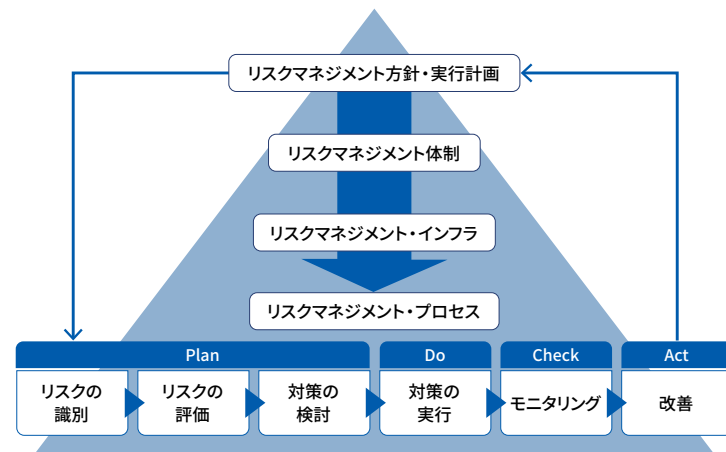 リスクマネジメント方針・実行計画
リスクマネジメント体制
リスクマネジメント・インフラ
リスクマネジメント・プロセス
Plan
Do
Check
Act
リスクの
識別
リスクの
評価
対策の
検討
対策の
実行
モニタリング
改善